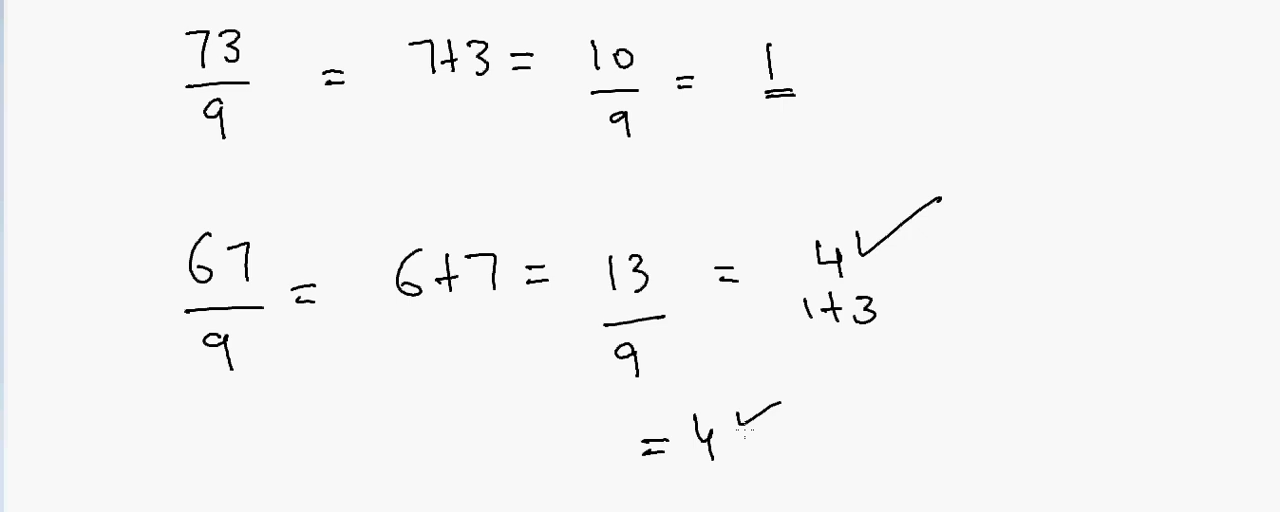 73/9 = 7+3 = 10/9 = 1
67/9 = 6+7 = 13/9 = 4 ✓
1+3
= 4 ✓